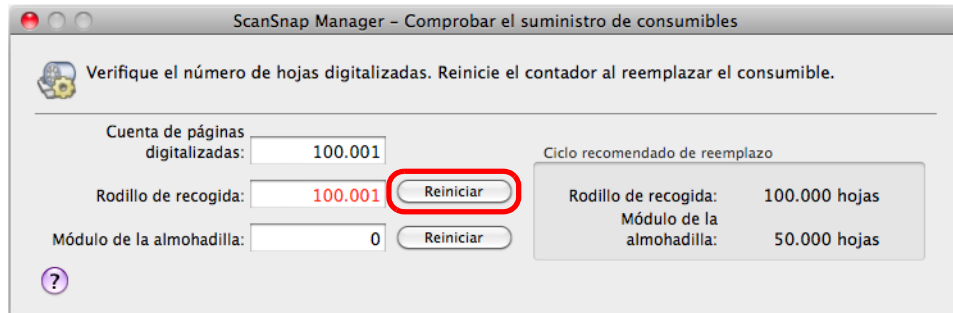 ScanSnap Manager – Comprobar el suministro de consumibles
Verifique el número de hojas digitalizadas. Reinicie el contador al reemplazar el consumible.
Cuenta de páginas
digitalizadas: 100.001
Rodillo de recogida: 100.001 Reiniciar
Módulo de la almohadilla: 0 Reiniciar
Ciclo recomendado de reemplazo
Rodillo de recogida: 100.000 hojas
Módulo de la
almohadilla: 50.000 hojas
?